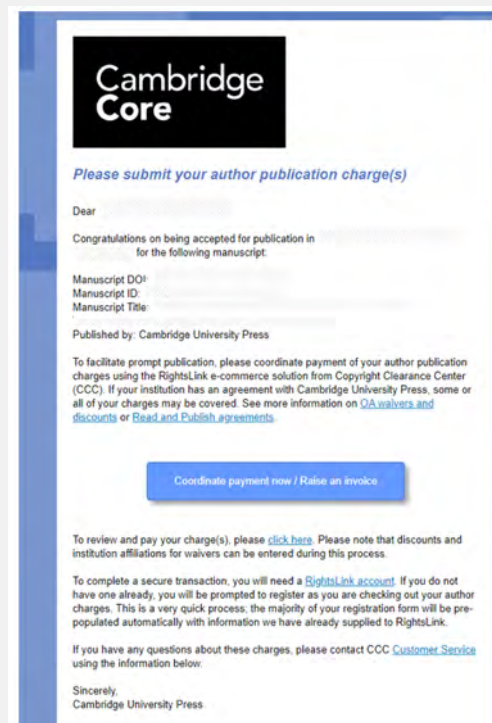 Cambridge
Core
Please submit your author publication charge(s)
Dear
Congratulations on being accepted for publication in
for the following manuscript:
Manuscript DOI:
Manuscript ID:
Manuscript Title:
Published by: Cambridge University Press
To facilitate prompt publication, please coordinate payment of your author publication
charges using the RightsLink e-commerce solution from Copyright Clearance Center
(CCC). If your institution has an agreement with Cambridge University Press, some or
all of your charges may be covered. See more information on OA waivers and
discounts or Read and Publish agreements.
Coordinate payment now / Raise an invoice
To review and pay your charge(s), please click here. Please note that discounts and
institution affiliations for waivers can be entered during this process.
To complete a secure transaction, you will need a RightsLink account. If you do not
have one already, you will be prompted to register as you are checking out your author
charges. This is a very quick process; the majority of your registration form will be pre-
populated automatically with information we have already supplied to RightsLink.
If you have any questions about these charges, please contact CCC Customer Service
using the information below.
Sincerely,
Cambridge University Press